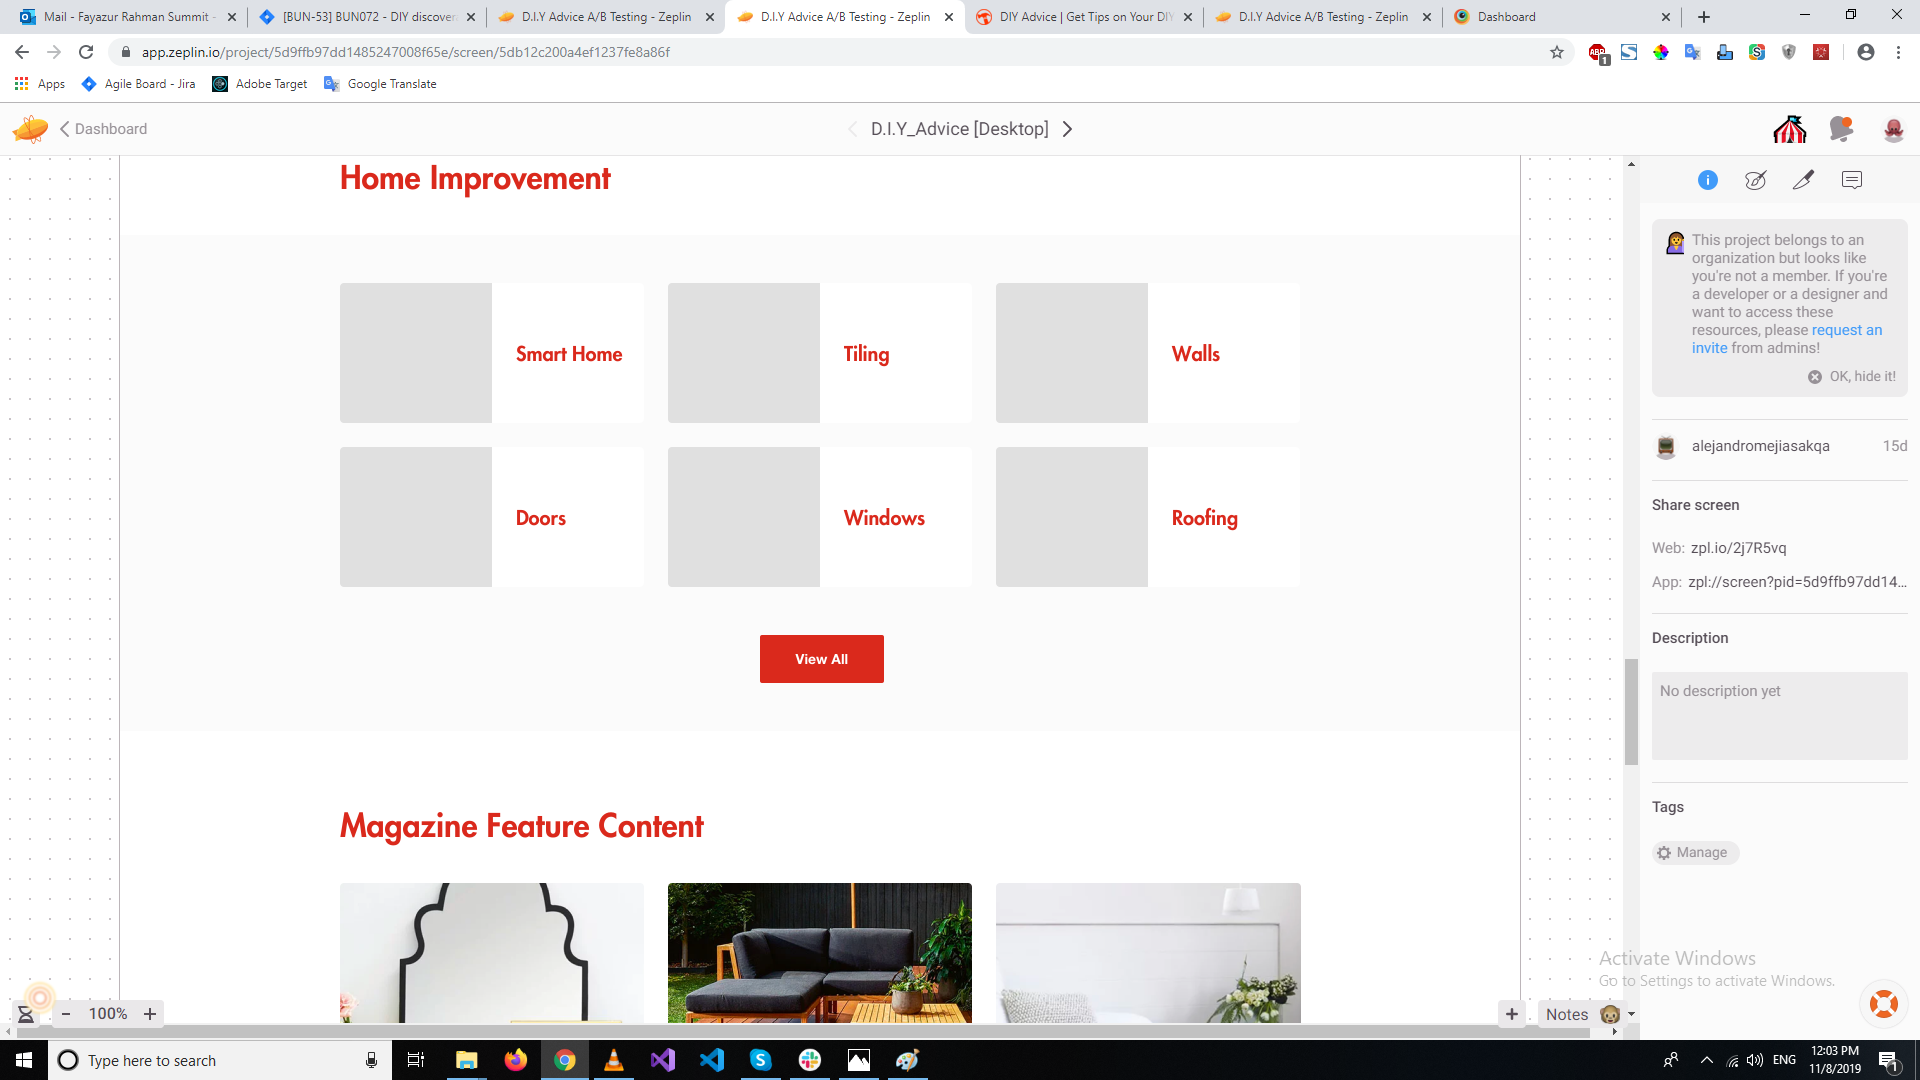 Mail - Fayazur Rahman Summit -
[BUN-53] BUN072 - DIY discover
D.I.Y Advice A/B Testing - Zeplin
D.I.Y Advice A/B Testing - Zeplin
DIY Advice | Get Tips on Your DIY
D.I.Y Advice A/B Testing - Zeplin
Dashboard
app.zeplin.io/project/5d9ffb97dd1485247008f65e/screen/5db12c200a4ef1237fe8a86f
ABP
1
Apps
Agile Board - Jira
Adobe Target
Google Translate
Dashboard
D.I.Y_Advice [Desktop]
Home Improvement
Smart Home
Tiling
Walls
Doors
Windows
Roofing
View All
Magazine Feature Content
This project belongs to an
organization but looks like
you're not a member. If you're
a developer or a designer and
want to access these
resources, please request an
invite from admins!
OK, hide it!
alejandromejiasakqa
15d
Share screen
Web: zpl.io/2j7R5vq
App: zpl://screen?pid=5d9ffb97dd14...
Description
No description yet
Tags
Manage
Activate Windows
Go to Settings to activate Windows.
100%
Notes
Type here to search
ENG
12:03 PM
11/8/2019
1